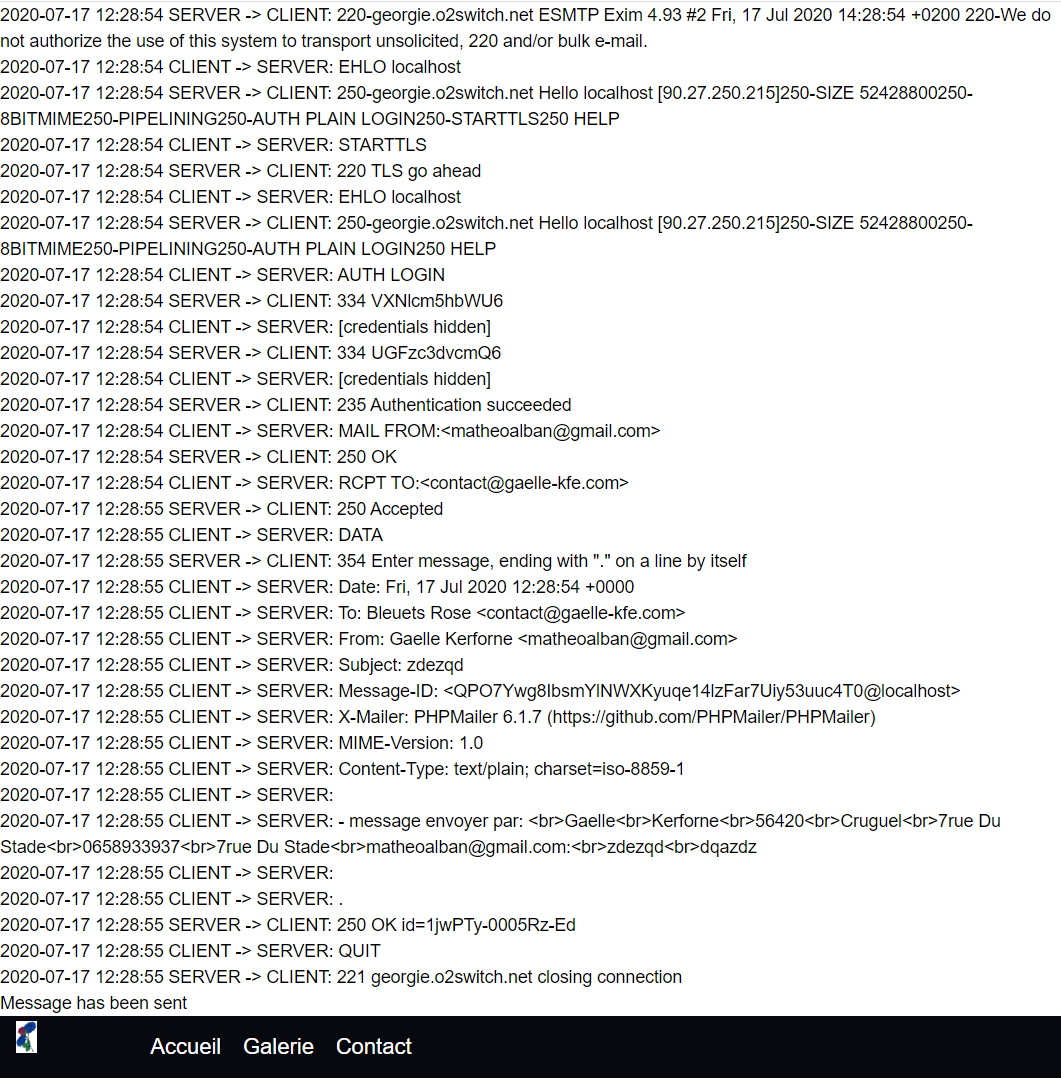 2020-07-17 12:28:54 SERVER -> CLIENT: 220-georgie.o2switch.net ESMTP Exim 4.93 #2 Fri, 17 Jul 2020 14:28:54 +0200 220-We do
not authorize the use of this system to transport unsolicited, 220 and/or bulk e-mail.
2020-07-17 12:28:54 CLIENT -> SERVER: EHLO localhost
2020-07-17 12:28:54 SERVER -> CLIENT: 250-georgie.o2switch.net Hello localhost [90.27.250.215]250-SIZE 52428800250-
8BITMIME250-PIPELINING250-AUTH PLAIN LOGIN250-STARTTLS250 HELP
2020-07-17 12:28:54 CLIENT -> SERVER: STARTTLS
2020-07-17 12:28:54 SERVER -> CLIENT: 220 TLS go ahead
2020-07-17 12:28:54 CLIENT -> SERVER: EHLO localhost
2020-07-17 12:28:54 SERVER -> CLIENT: 250-georgie.o2switch.net Hello localhost [90.27.250.215]250-SIZE 52428800250-
8BITMIME250-PIPELINING250-AUTH PLAIN LOGIN250 HELP
2020-07-17 12:28:54 CLIENT -> SERVER: AUTH LOGIN
2020-07-17 12:28:54 SERVER -> CLIENT: 334 VXNlcm5hbWU6
2020-07-17 12:28:54 CLIENT -> SERVER: [credentials hidden]
2020-07-17 12:28:54 SERVER -> CLIENT: 334 UGFzc3dvcmQ6
2020-07-17 12:28:54 CLIENT -> SERVER: [credentials hidden]
2020-07-17 12:28:54 SERVER -> CLIENT: 235 Authentication succeeded
2020-07-17 12:28:54 CLIENT -> SERVER: MAIL FROM:<matheoalban@gmail.com>
2020-07-17 12:28:54 SERVER -> CLIENT: 250 OK
2020-07-17 12:28:54 CLIENT -> SERVER: RCPT TO:<contact@gaelle-kfe.com>
2020-07-17 12:28:55 SERVER -> CLIENT: 250 Accepted
2020-07-17 12:28:55 CLIENT -> SERVER: DATA
2020-07-17 12:28:55 SERVER -> CLIENT: 354 Enter message, ending with "." on a line by itself
2020-07-17 12:28:55 CLIENT -> SERVER: Date: Fri, 17 Jul 2020 12:28:54 +0000
2020-07-17 12:28:55 CLIENT -> SERVER: To: Bleuets Rose <contact@gaelle-kfe.com>
2020-07-17 12:28:55 CLIENT -> SERVER: From: Gaelle Kerforne <matheoalban@gmail.com>
2020-07-17 12:28:55 CLIENT -> SERVER: Subject: zdezqd
2020-07-17 12:28:55 CLIENT -> SERVER: Message-ID: <QPO7Ywg8IbsmYlNWXKyuqe14lzFar7Uiy53uuc4T0@localhost>
2020-07-17 12:28:55 CLIENT -> SERVER: X-Mailer: PHPMailer 6.1.7 (https://github.com/PHPMailer/PHPMailer)
2020-07-17 12:28:55 CLIENT -> SERVER: MIME-Version: 1.0
2020-07-17 12:28:55 CLIENT -> SERVER: Content-Type: text/plain; charset=iso-8859-1
2020-07-17 12:28:55 CLIENT -> SERVER:
2020-07-17 12:28:55 CLIENT -> SERVER: - message envoyer par: <br>Gaelle<br>Kerforne<br>56420<br>Cruguel<br>7rue Du
Stade<br>0658933937<br>7rue Du Stade<br>matheoalban@gmail.com:<br>zdezqd<br>dqazdz
2020-07-17 12:28:55 CLIENT -> SERVER:
2020-07-17 12:28:55 CLIENT -> SERVER: .
2020-07-17 12:28:55 SERVER -> CLIENT: 250 OK id=1jwPTy-0005Rz-Ed
2020-07-17 12:28:55 CLIENT -> SERVER: QUIT
2020-07-17 12:28:55 SERVER -> CLIENT: 221 georgie.o2switch.net closing connection
Message has been sent
Accueil Galerie Contact